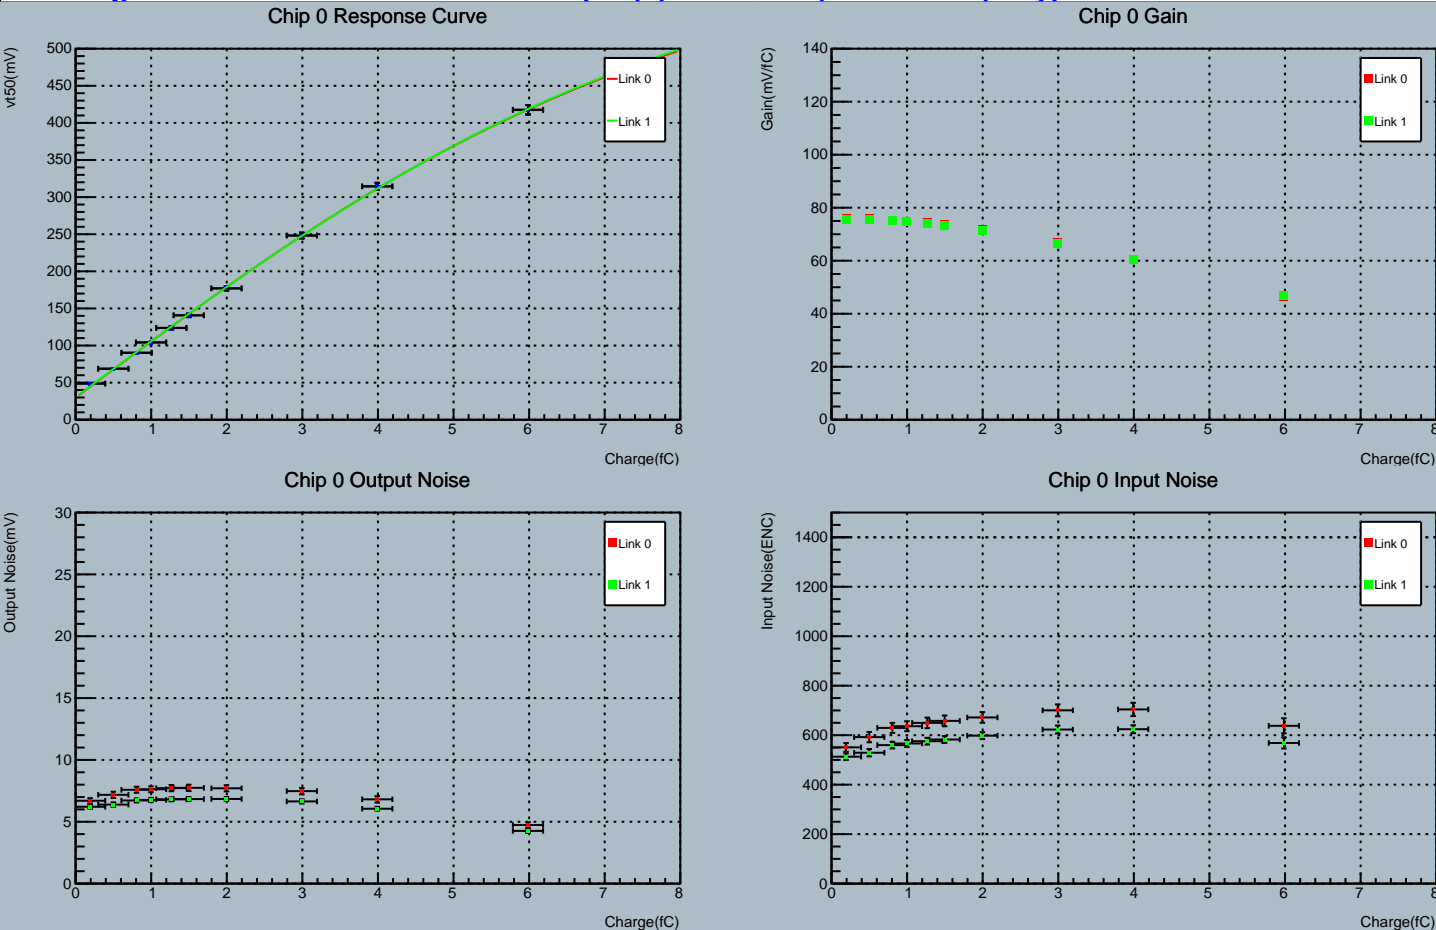 Chip 0 Response Curve
vt50(mV)
500
450
400
350
300
250
200
150
100
50
0
0 1 2 3 4 5 6 7 8
Charge(fC)
Link 0
Link 1
Chip 0 Gain
Gain(mV/fC)
140
120
100
80
60
40
20
0
0 1 2 3 4 5 6 7 8
Charge(fC)
Link 0
Link 1
Chip 0 Output Noise
Output Noise(mV)
30
25
20
15
10
5
0
0 1 2 3 4 5 6 7 8
Charge(fC)
Link 0
Link 1
Chip 0 Input Noise
Input Noise(ENC)
1400
1200
1000
800
600
400
200
0
0 1 2 3 4 5 6 7 8
Charge(fC)
Link 0
Link 1